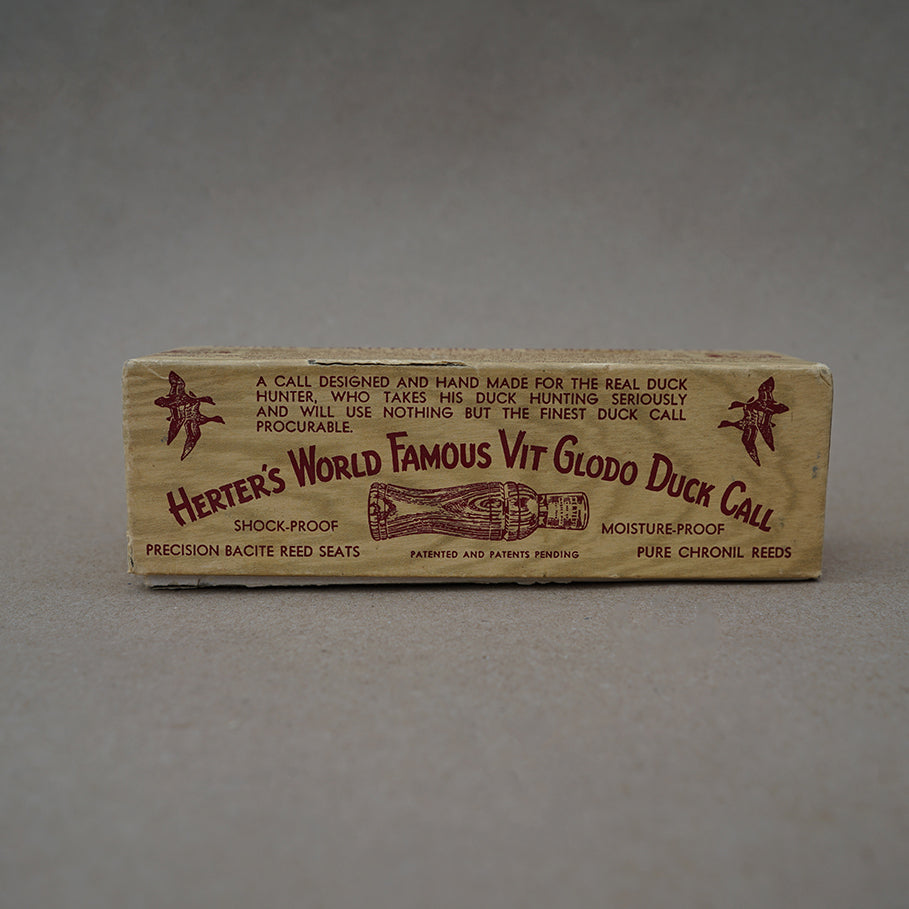 A CALL DESIGNED AND HAND MADE FOR THE REAL DUCK
HUNTER, WHO TAKES HIS DUCK HUNTING SERIOUSLY
AND WILL USE NOTHING BUT THE FINEST DUCK CALL
PROCURABLE.
HERTER'S WORLD FAMOUS VIT GLODO DUCK CALL
SHOCK-PROOF
MOISTURE-PROOF
PRECISION BACITE REED SEATS
PATENTED AND PATENTS PENDING
PURE CHRONIL REEDS